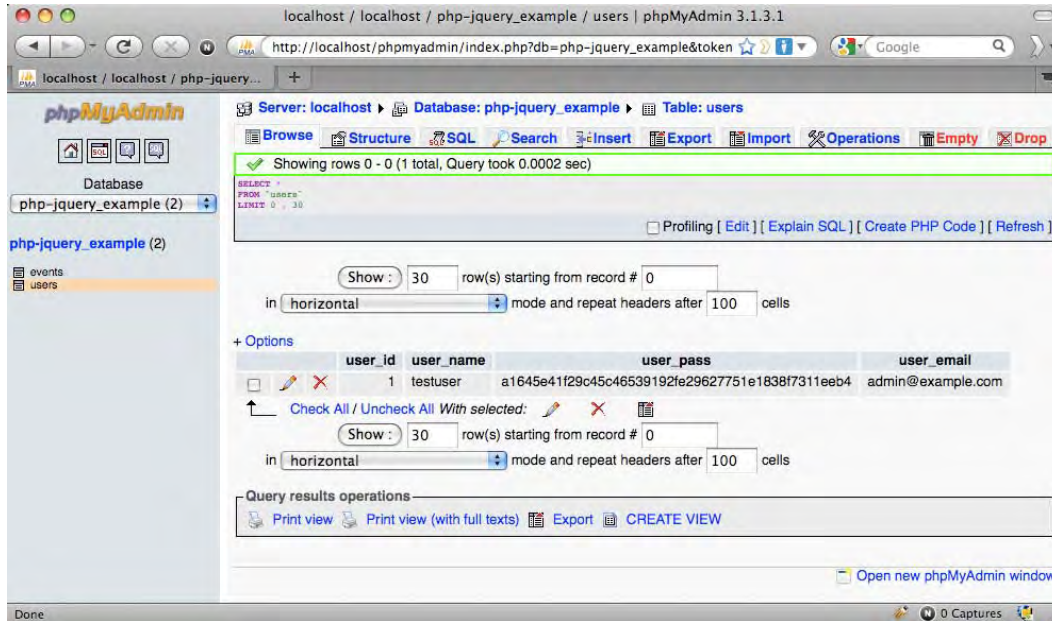 localhost / localhost / php-jquery_example / users | phpMyAdmin 3.1.3.1
http://localhost/phpmyadmin/index.php?db=php-jquery_example&token
Google
localhost / localhost / php-jquery...
+
phpMyAdmin
Server: localhost Database: php-jquery_example Table: users
Browse Structure SQL Search Insert Export Import Operations Empty Drop
Showing rows 0 - 0 (1 total, Query took 0.0002 sec)
SELECT *
FROM `users`
LIMIT 0 , 30
Profiling [ Edit ] [ Explain SQL ] [ Create PHP Code ] [ Refresh ]
Database
php-jquery_example (2)
php-jquery_example (2)
events
users
Show : 30 row(s) starting from record # 0
in horizontal mode and repeat headers after 100 cells
+ Options
user_id user_name user_pass user_email
1 testuser a1645e41f29c45c46539192fe29627751e1838f7311eeb4 admin@example.com
Check All / Uncheck All With selected:
Show : 30 row(s) starting from record # 0
in horizontal mode and repeat headers after 100 cells
Query results operations
Print view Print view (with full texts) Export CREATE VIEW
Open new phpMyAdmin window
Done
0 Captures